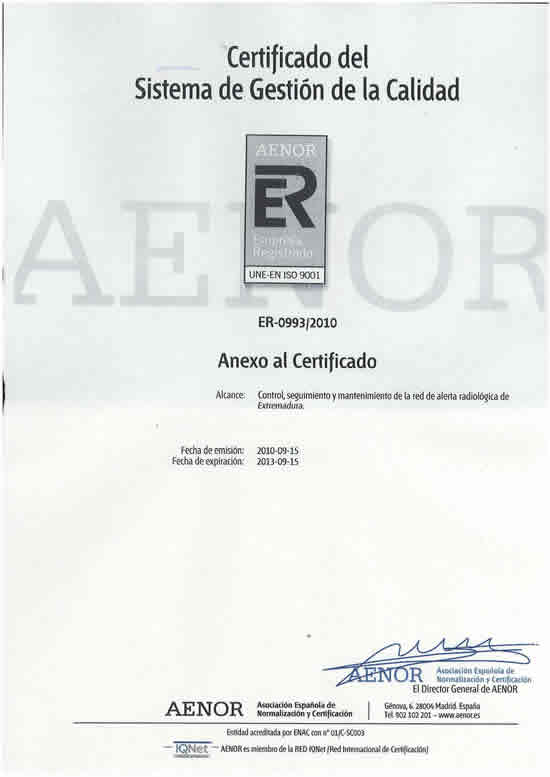 Certificado del
Sistema de Gestión de la Calidad
AENOR
AENOR
ER
Empresa
Registrada
UNE-EN ISO 9001
ER-0993/2010
Anexo al Certificado
Alcance: Control, seguimiento y mantenimiento de la red de alerta radiológica de
Extremadura.
Fecha de emisión: 2010-09-15
Fecha de expiración: 2013-09-15
AENOR Asociación Española de
Normalización y Certificación
El Director General de AENOR
AENOR Asociación Española de
Normalización y Certificación
Génova, 6. 28004 Madrid. España
Tel. 902 102 201 – www.aenor.es
Entidad acreditada por ENAC con nº 01/C-SC003
IQNet AENOR es miembro de la RED IQNet (Red Internacional de Certificación)